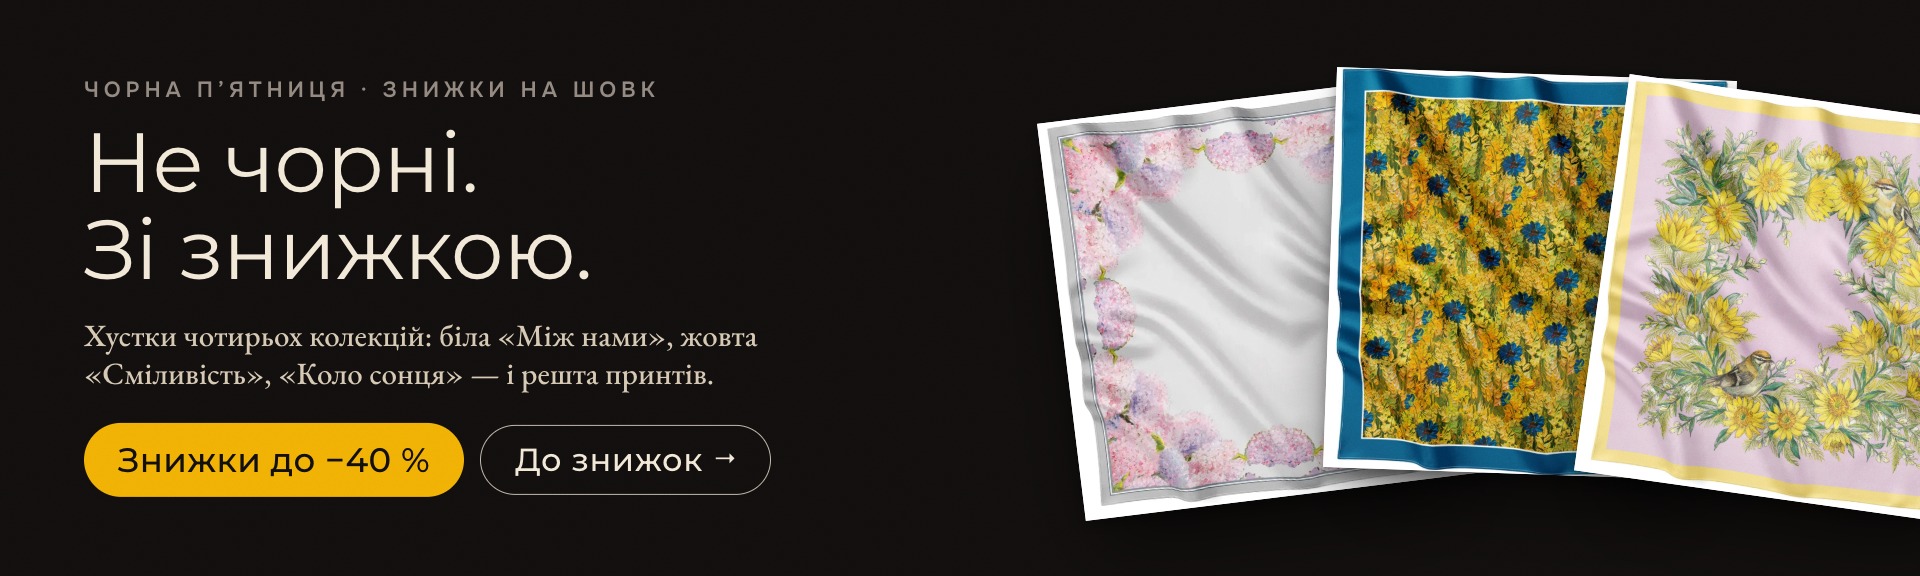 ЧОРНА П’ЯТНИЦЯ · ЗНИЖКИ НА ШОВК
Не чорні.
Зі знижкою.
Хустки чотирьох колекцій: біла «Між нами», жовта
«Сміливість», «Коло сонця» — і решта принтів.
Знижки до −40 %
До знижок →